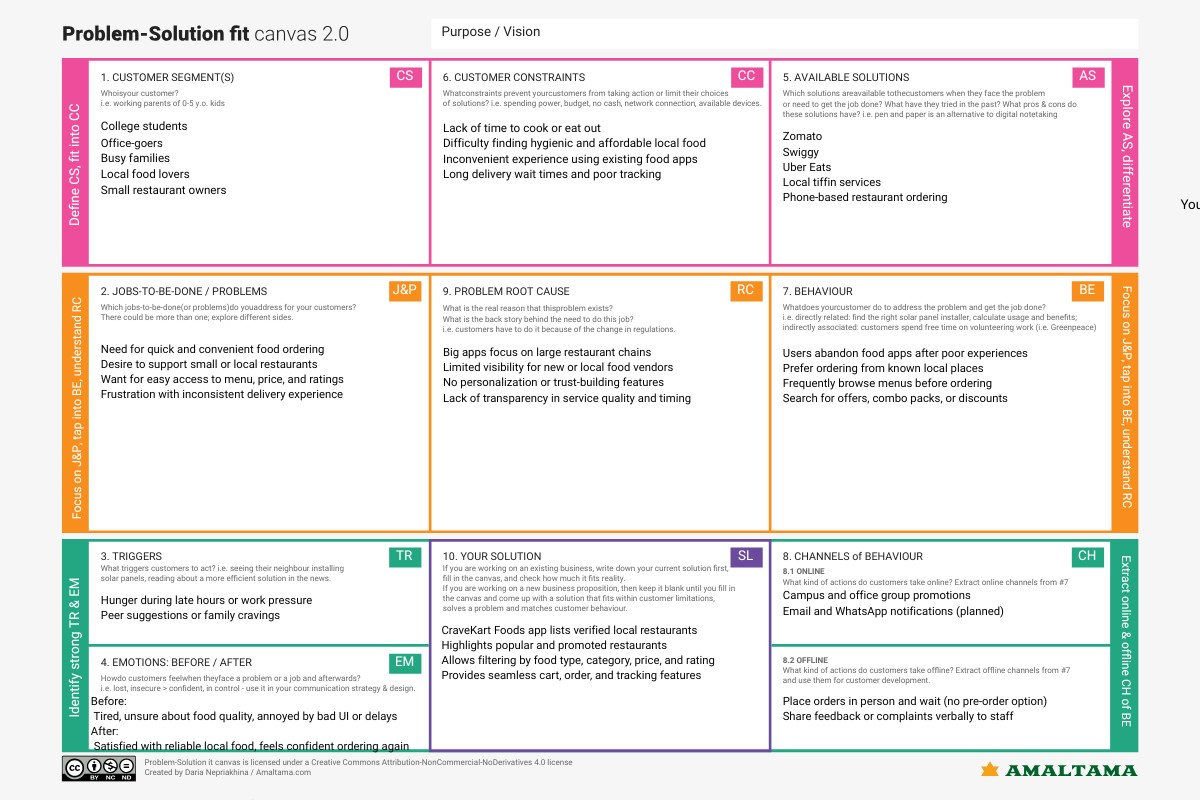 Problem-Solution fit canvas 2.0
Purpose / Vision
Define CS, fit into CC
1. CUSTOMER SEGMENT(S)
CS
Whoisyour customer?
i.e. working parents of 0-5 y.o. kids
College students
Office-goers
Busy families
Local food lovers
Small restaurant owners
6. CUSTOMER CONSTRAINTS
CC
Whatconstraints prevent yourcustomers from taking action or limit their choices
of solutions? i.e. spending power, budget, no cash, network connection, available devices.
Lack of time to cook or eat out
Difficulty finding hygienic and affordable local food
Inconvenient experience using existing food apps
Long delivery wait times and poor tracking
5. AVAILABLE SOLUTIONS
AS
Which solutions areavailable tothecustomers when they face the problem
or need to get the job done? What have they tried in the past? What pros & cons do
these solutions have? i.e. pen and paper is an alternative to digital notetaking
Zomato
Swiggy
Uber Eats
Local tiffin services
Phone-based restaurant ordering
Explore AS, differentiate
You
Focus on J&P, tap into BE, understand RC
2. JOBS-TO-BE-DONE / PROBLEMS
J&P
Which jobs-to-be-done(or problems)do youaddress for your customers?
There could be more than one; explore different sides.
Need for quick and convenient food ordering
Desire to support small or local restaurants
Want for easy access to menu, price, and ratings
Frustration with inconsistent delivery experience
9. PROBLEM ROOT CAUSE
RC
What is the real reason that thisproblem exists?
What is the back story behind the need to do this job?
i.e. customers have to do it because of the change in regulations.
Big apps focus on large restaurant chains
Limited visibility for new or local food vendors
No personalization or trust-building features
Lack of transparency in service quality and timing
7. BEHAVIOUR
BE
Whatdoes yourcustomer do to address the problem and get the job done?
i.e. directly related: find the right solar panel installer, calculate usage and benefits;
indirectly associated: customers spend free time on volunteering work (i.e. Greenpeace)
Users abandon food apps after poor experiences
Prefer ordering from known local places
Frequently browse menus before ordering
Search for offers, combo packs, or discounts
Focus on J&P, tap into BE, understand RC
Identify strong TR & EM
3. TRIGGERS
TR
What triggers customers to act? i.e. seeing their neighbour installing
solar panels, reading about a more efficient solution in the news.
Hunger during late hours or work pressure
Peer suggestions or family cravings
4. EMOTIONS: BEFORE / AFTER
EM
Howdo customers feelwhen theyface a problem or a job and afterwards?
i.e. lost, insecure > confident, in control - use it in your communication strategy & design.
Before:
Tired, unsure about food quality, annoyed by bad UI or delays
After:
Satisfied with reliable local food, feels confident ordering again
10. YOUR SOLUTION
SL
If you are working on an existing business, write down your current solution first,
fill in the canvas, and check how much it fits reality.
If you are working on a new business proposition, then keep it blank until you fill in
the canvas and come up with a solution that fits within customer limitations,
solves a problem and matches customer behaviour.
CraveKart Foods app lists verified local restaurants
Highlights popular and promoted restaurants
Allows filtering by food type, category, price, and rating
Provides seamless cart, order, and tracking features
8. CHANNELS of BEHAVIOUR
CH
8.1 ONLINE
What kind of actions do customers take online? Extract online channels from #7
Campus and office group promotions
Email and WhatsApp notifications (planned)
8.2 OFFLINE
What kind of actions do customers take offline? Extract offline channels from #7
and use them for customer development.
Place orders in person and wait (no pre-order option)
Share feedback or complaints verbally to staff
Extract online & offline CH of BE
cc BY NC ND
Problem-Solution it canvas is licensed under a Creative Commons Attribution-NonCommercial-NoDerivatives 4.0 license
Created by Daria Nepriakhina / Amaltama.com
AMALTAMA